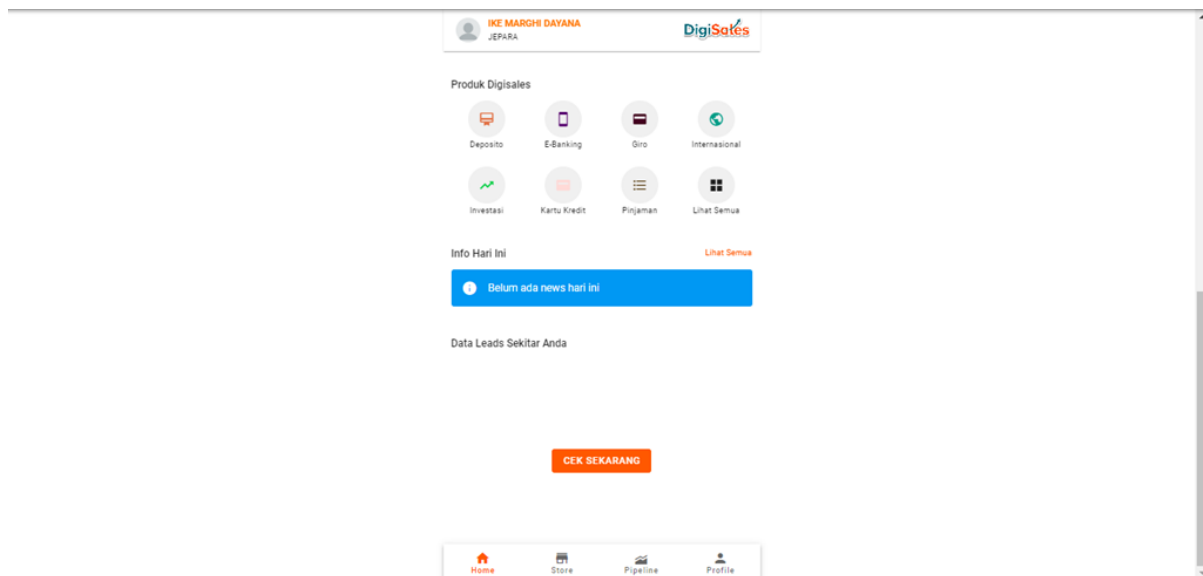 IKE MARGHI DAYANA
JEPARA
DigiSales
Produk Digisales
Deposito E-Banking Giro Internasional
Investasi Kartu Kredit Pinjaman Lihat Semua
Info Hari Ini Lihat Semua
Belum ada news hari ini
Data Leads Sekitar Anda
CEK SEKARANG
Home Store Pipeline Profile